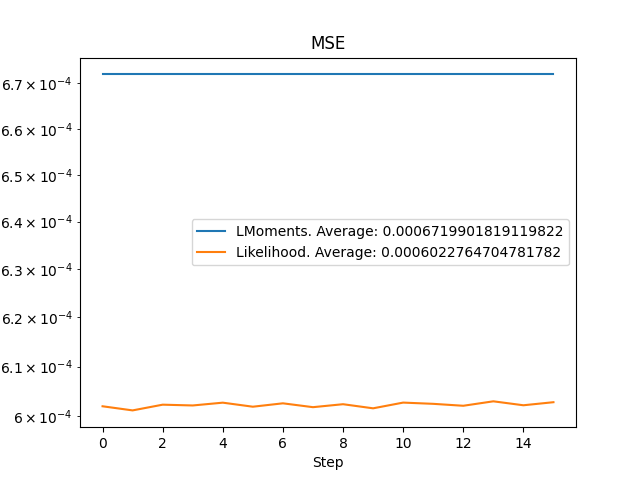 MSE
6.7 × 10⁻⁴
6.6 × 10⁻⁴
6.5 × 10⁻⁴
6.4 × 10⁻⁴
6.3 × 10⁻⁴
6.2 × 10⁻⁴
6.1 × 10⁻⁴
6 × 10⁻⁴
LMoments. Average: 0.0006719901819119822
Likelihood. Average: 0.0006022764704781782
0 2 4 6 8 10 12 14
Step